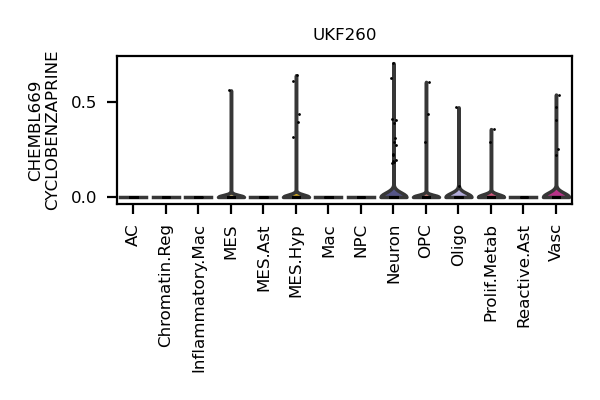 UKF260
CHEMBL669
CYCLOBENZAPRINE
0.5
0.0
AC
Chromatin.Reg
Inflammatory.Mac
MES
MES.Ast
MES.Hyp
Mac
NPC
Neuron
OPC
Oligo
Prolif.Metab
Reactive.Ast
Vasc